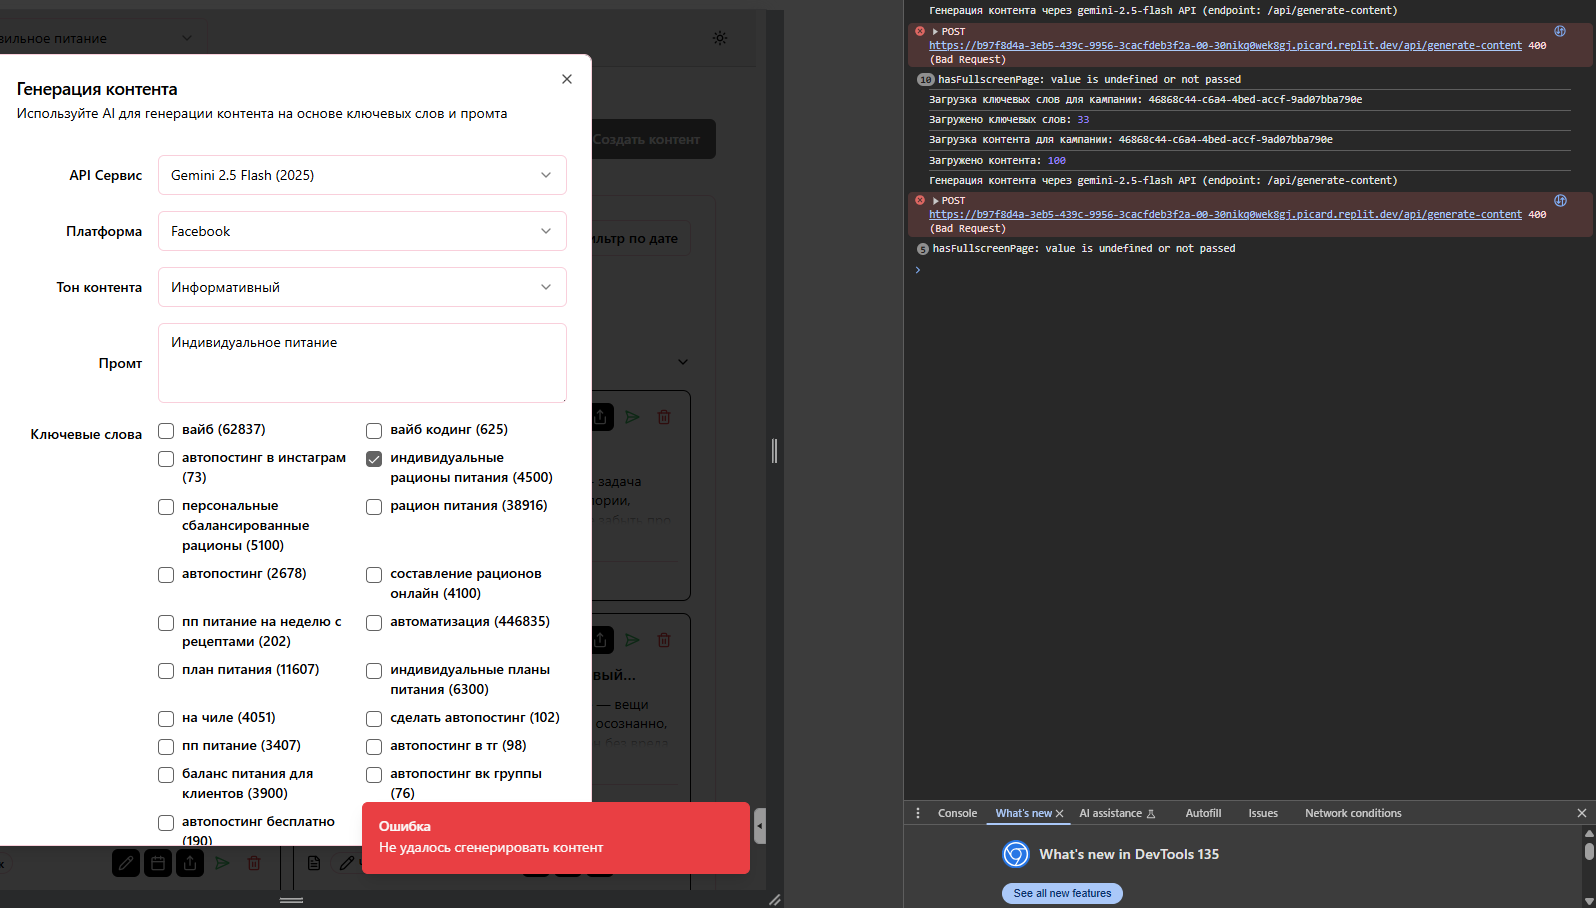 вильное питание
Генерация контента
Используйте AI для генерации контента на основе ключевых слов и промта
Создать контент
API Сервис
Gemini 2.5 Flash (2025)
Платформа
Facebook
льтр по дате
Тон контента
Информативный
Промт
Индивидуальное питание
Ключевые слова
вайб (62837)
вайб кодинг (625)
автопостинг в инстаграм
(73)
индивидуальные
рационы питания (4500)
персональные
сбалансированные
рационы (5100)
рацион питания (38916)
автопостинг (2678)
составление рационов
онлайн (4100)
пп питание на неделю с
рецептами (202)
автоматизация (446835)
план питания (11607)
индивидуальные планы
питания (6300)
на чиле (4051)
сделать автопостинг (102)
пп питание (3407)
автопостинг в тг (98)
баланс питания для
клиентов (3900)
автопостинг вк группы
(76)
автопостинг бесплатно
(190)
- задача
ории,
забыть про
вый...
— вещи
осознанно,
без вреда
Ошибка
Не удалось сгенерировать контент
Генерация контента через gemini-2.5-flash API (endpoint: /api/generate-content)
POST
https://b97f8d4a-3eb5-439c-9956-3cacfdeb3f2a-00-30nikq0wek8gj.picard.replit.dev/api/generate-content 400
(Bad Request)
10 hasFullscreenPage: value is undefined or not passed
Загрузка ключевых слов для кампании: 46868c44-c6a4-4bed-accf-9ad07bba790e
Загружено ключевых слов: 33
Загрузка контента для кампании: 46868c44-c6a4-4bed-accf-9ad07bba790e
Загружено контента: 100
Генерация контента через gemini-2.5-flash API (endpoint: /api/generate-content)
POST
https://b97f8d4a-3eb5-439c-9956-3cacfdeb3f2a-00-30nikq0wek8gj.picard.replit.dev/api/generate-content 400
(Bad Request)
5 hasFullscreenPage: value is undefined or not passed
Console
What's new
AI assistance
Autofill
Issues
Network conditions
What's new in DevTools 135
See all new features